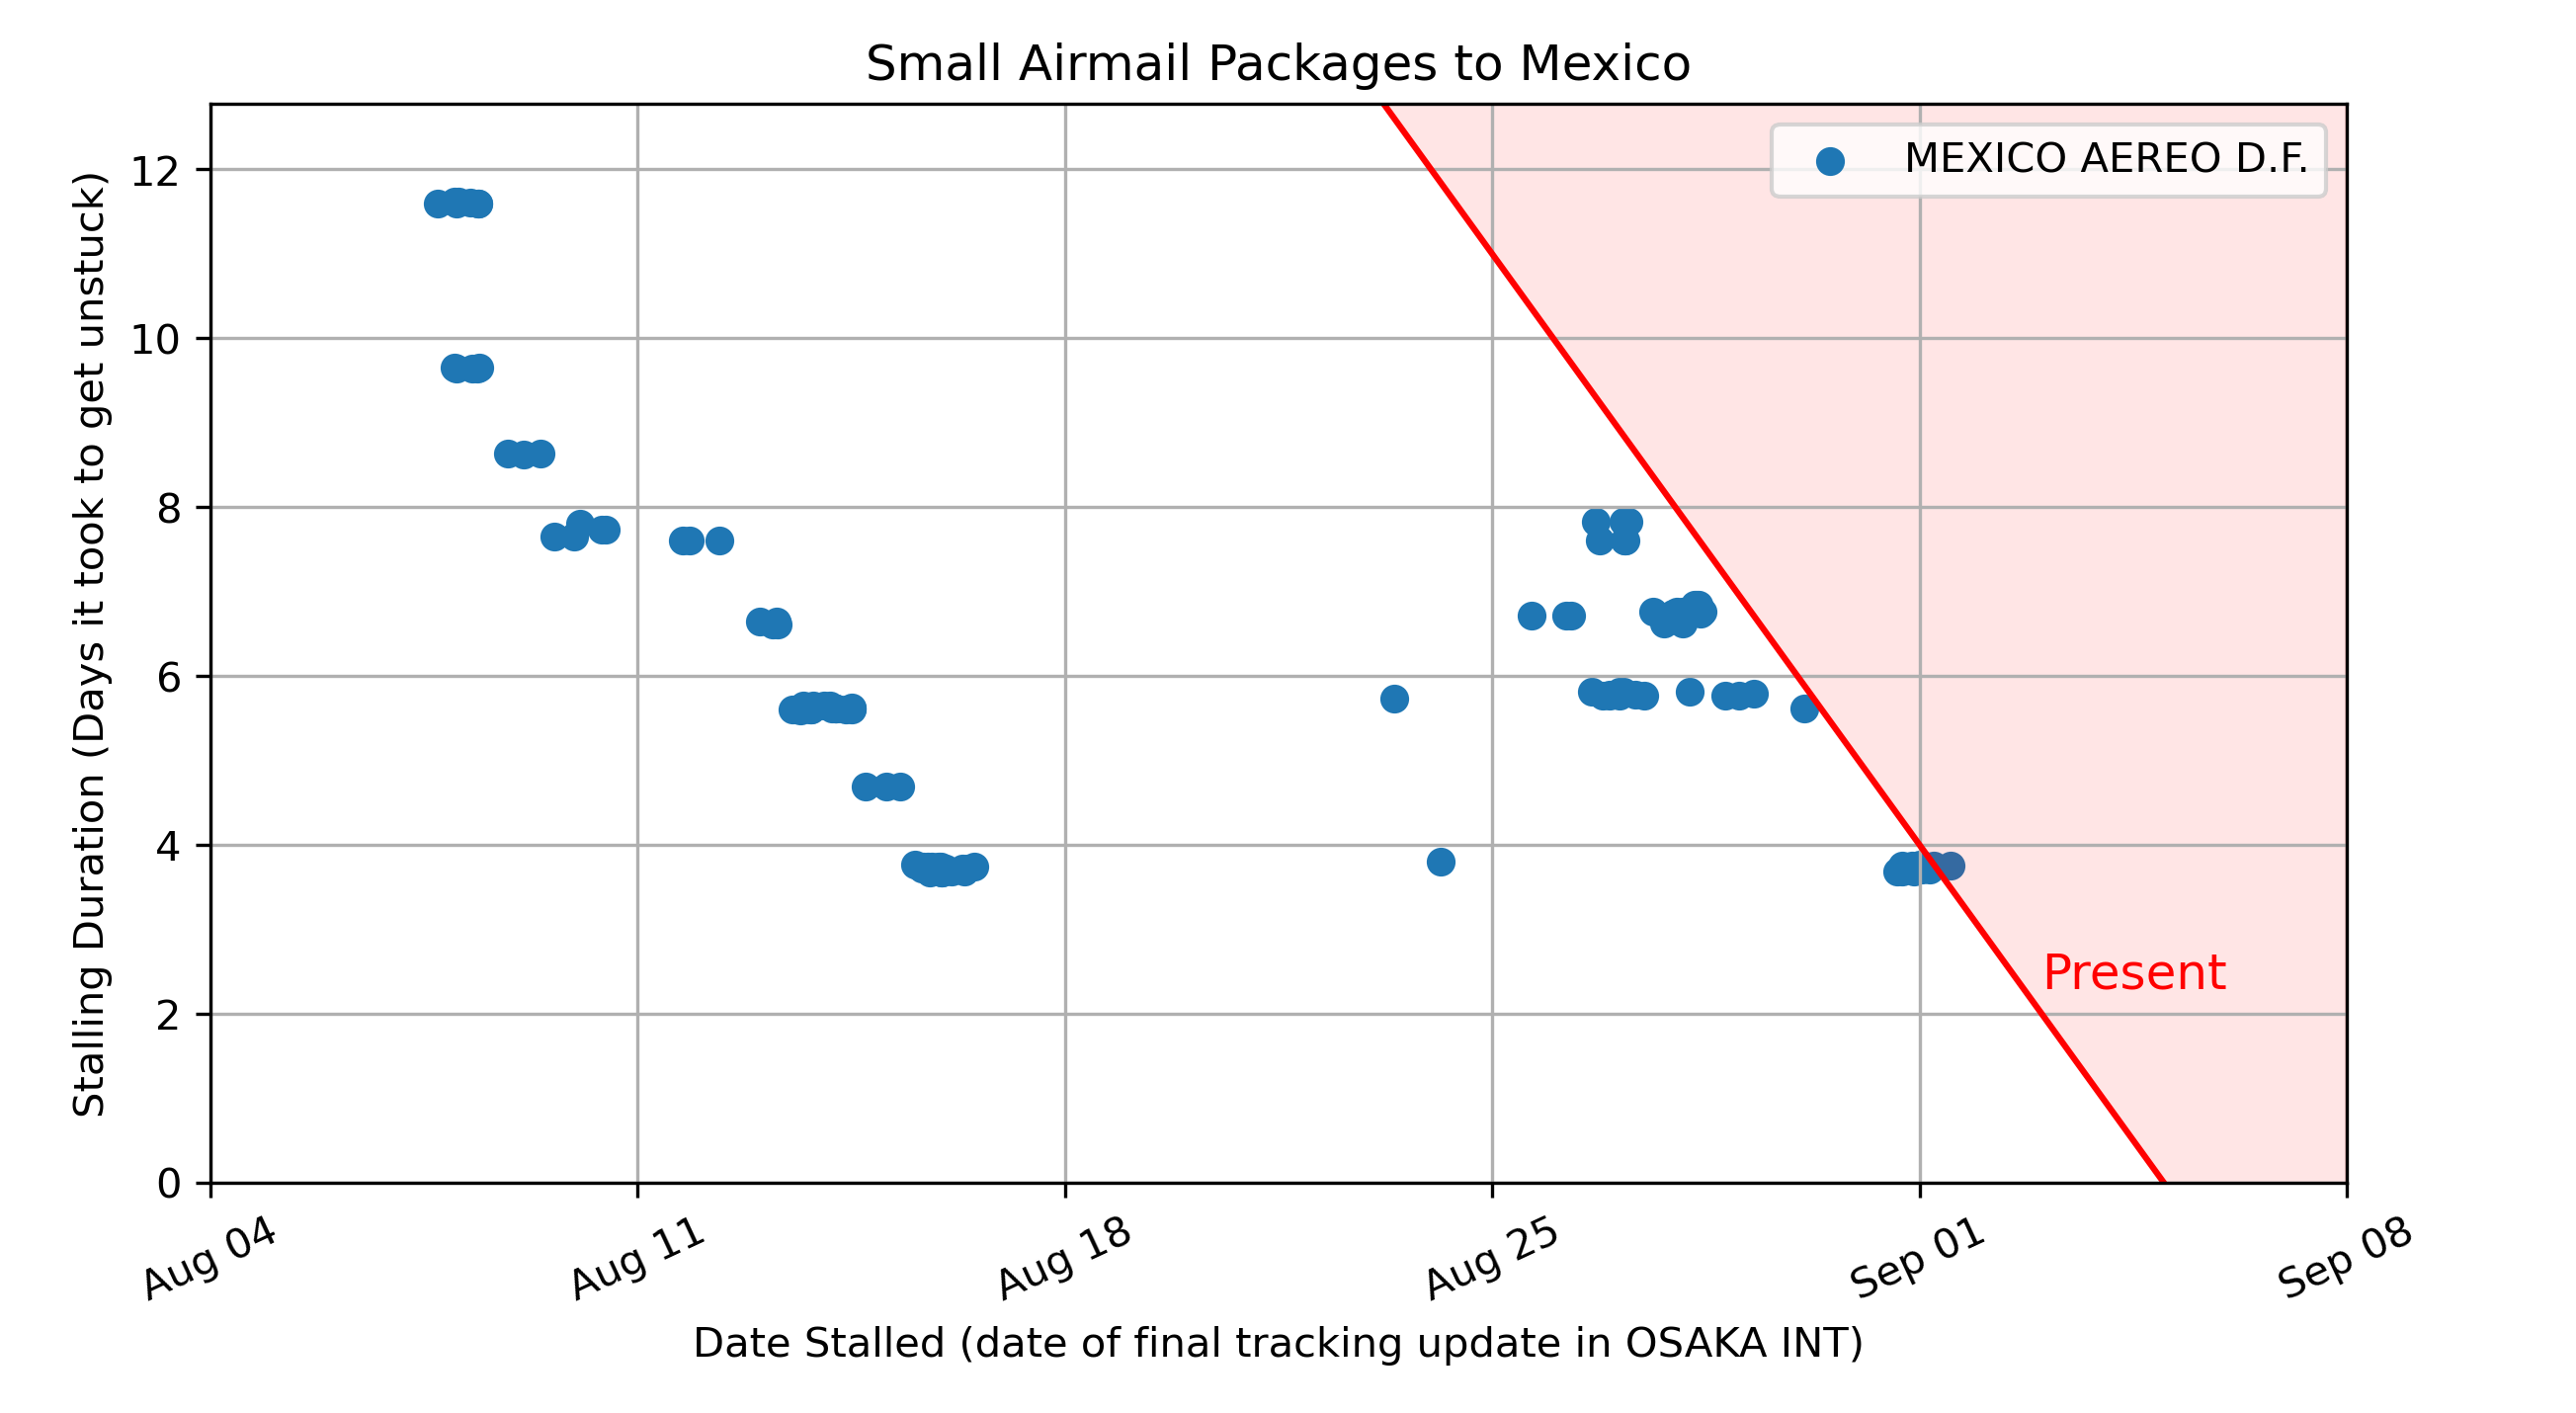 Small Airmail Packages to Mexico
MEXICO AEREO D.F.
Stalling Duration (Days it took to get unstuck)
12
10
8
6
4
2
0
Present
Aug 04
Aug 11
Aug 18
Aug 25
Sep 01
Sep 08
Date Stalled (date of final tracking update in OSAKA INT)